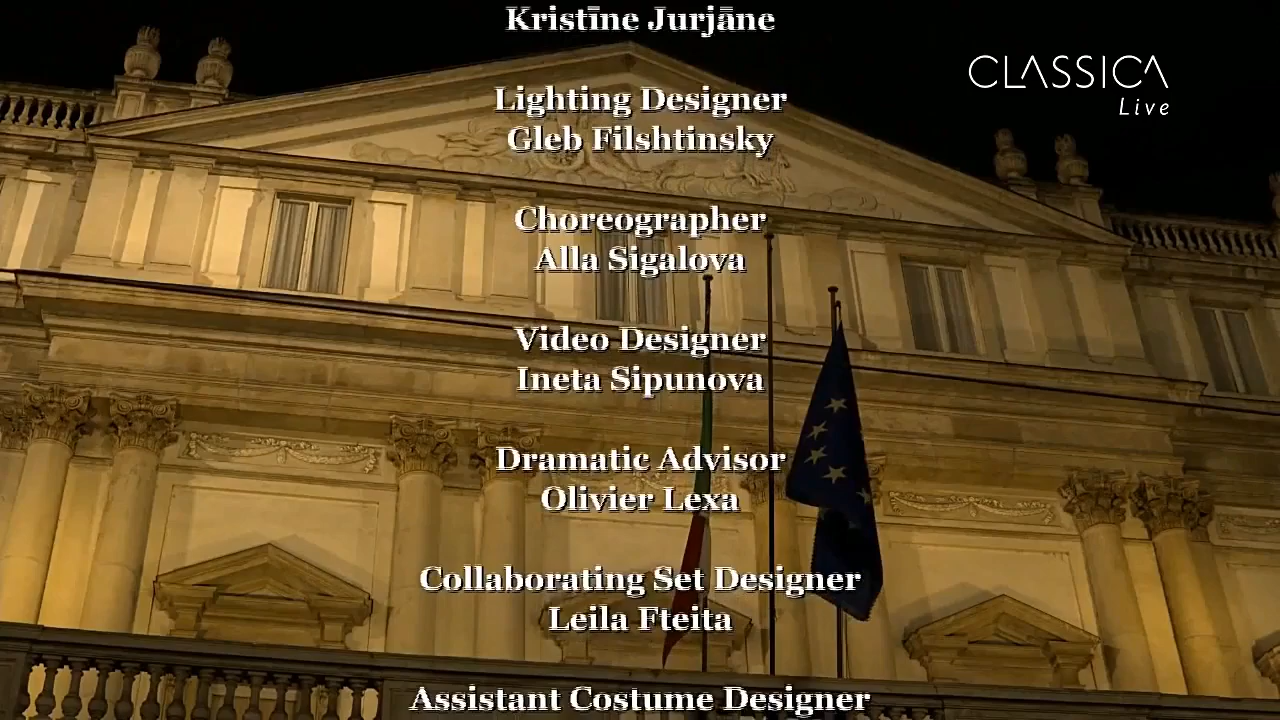 Kristīne Jurjāne
CLASSICA
Live
Lighting Designer
Gleb Filshtinsky
Choreographer
Alla Sigalova
Video Designer
Ineta Sipunova
Dramatic Advisor
Olivier Lexa
Collaborating Set Designer
Leila Fteita
Assistant Costume Designer